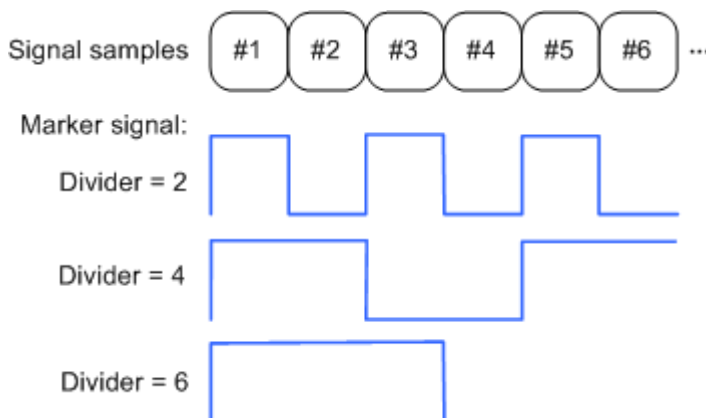 Signal samples #1 #2 #3 #4 #5 #6 ...
Marker signal:
Divider = 2
Divider = 4
Divider = 6